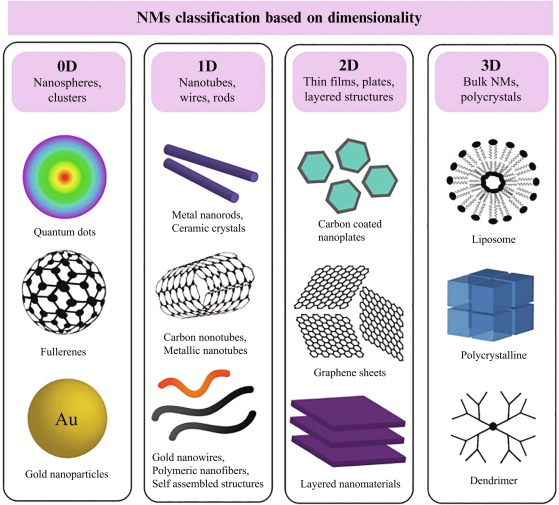 NMs classification based on dimensionality
0D
Nanospheres,
clusters
Quantum dots
Fullerenes
Au
Gold nanoparticles
1D
Nanotubes,
wires, rods
Metal nanorods,
Ceramic crystals
Carbon nonotubes,
Metallic nanotubes
Gold nanowires,
Polymeric nanofibers,
Self assembled structures
2D
Thin films, plates,
layered structures
Carbon coated
nanoplates
Graphene sheets
Layered nanomaterials
3D
Bulk NMs,
polycrystals
Liposome
Polycrystalline
Dendrimer